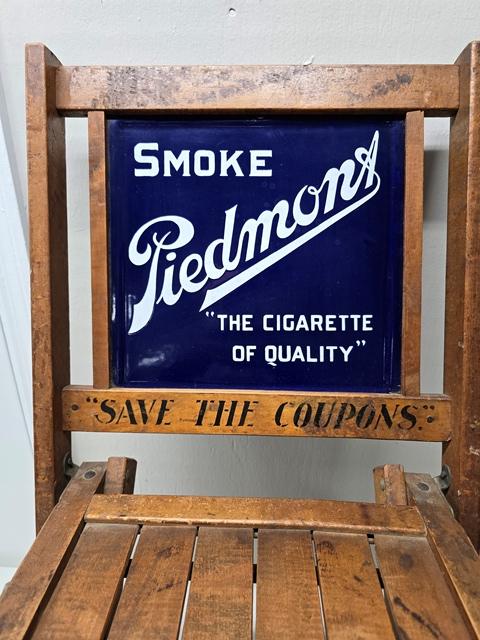 SMOKE
Piedmont
"THE CIGARETTE
OF QUALITY"
"SAVE THE COUPONS."